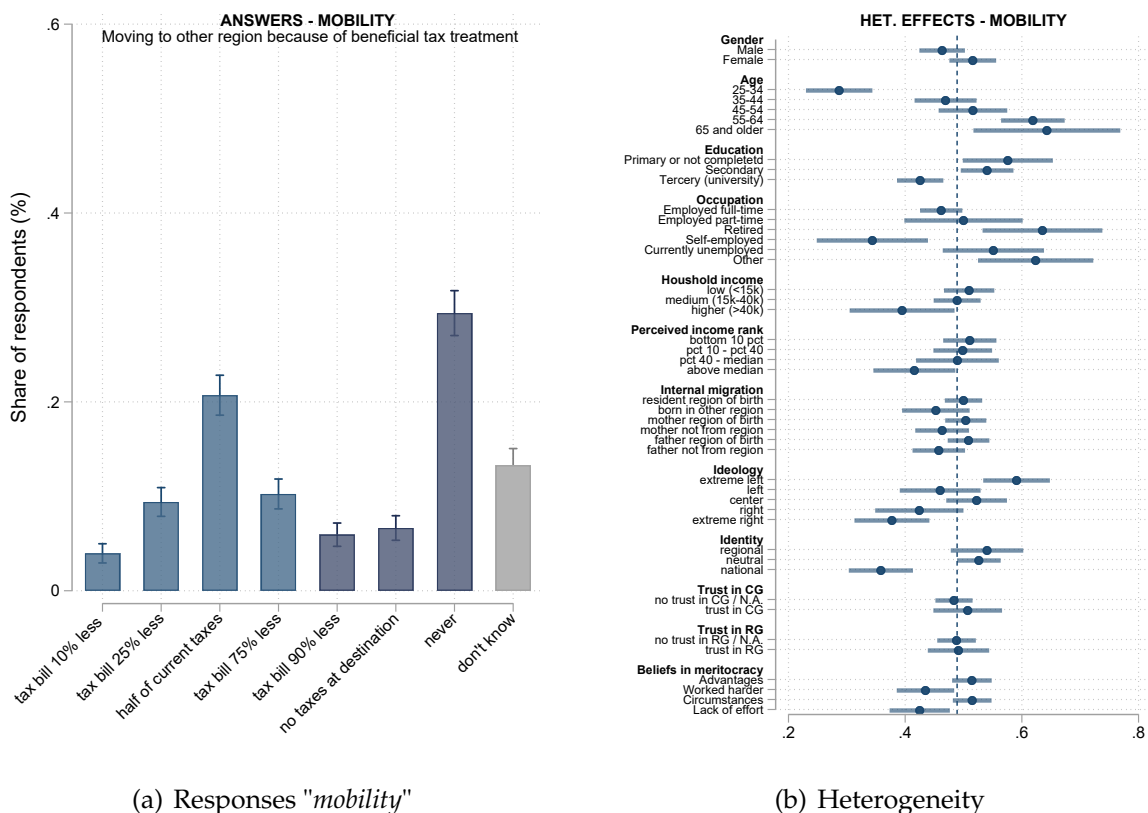 ANSWERS - MOBILITY
Moving to other region because of beneficial tax treatment
Share of respondents (%)
.6
.4
.2
0
tax bill 10% less
tax bill 25% less
half of current taxes
tax bill 75% less
tax bill 90% less
no taxes at destination
never
don't know
(a) Responses "mobility"
HET. EFFECTS - MOBILITY
Gender
Male
Female
Age
25-34
35-44
45-54
55-64
65 and older
Education
Primary or not completetd
Secondary
Tercery (university)
Occupation
Employed full-time
Employed part-time
Retired
Self-employed
Currently unemployed
Other
Houshold income
low (<15k)
medium (15k-40k)
higher (>40k)
Perceived income rank
bottom 10 pct
pct 10 - pct 40
pct 40 - median
above median
Internal migration
resident region of birth
born in other region
mother region of birth
mother not from region
father region of birth
father not from region
Ideology
extreme left
left
center
right
extreme right
Identity
regional
neutral
national
Trust in CG
no trust in CG / N.A.
trust in CG
Trust in RG
no trust in RG / N.A.
trust in RG
Beliefs in meritocracy
Advantages
Worked harder
Circumstances
Lack of effort
.2 .4 .6 .8
(b) Heterogeneity